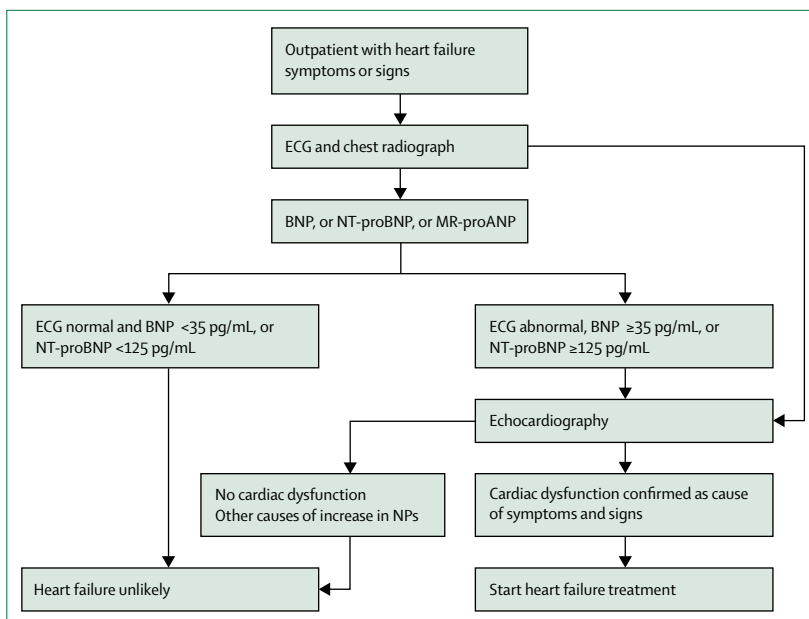 Outpatient with heart failure
symptoms or signs
ECG and chest radiograph
BNP, or NT-proBNP, or MR-proANP
ECG normal and BNP <35 pg/mL, or
NT-proBNP <125 pg/mL
ECG abnormal, BNP ≥35 pg/mL, or
NT-proBNP ≥125 pg/mL
Echocardiography
No cardiac dysfunction
Other causes of increase in NPs
Cardiac dysfunction confirmed as cause
of symptoms and signs
Heart failure unlikely
Start heart failure treatment